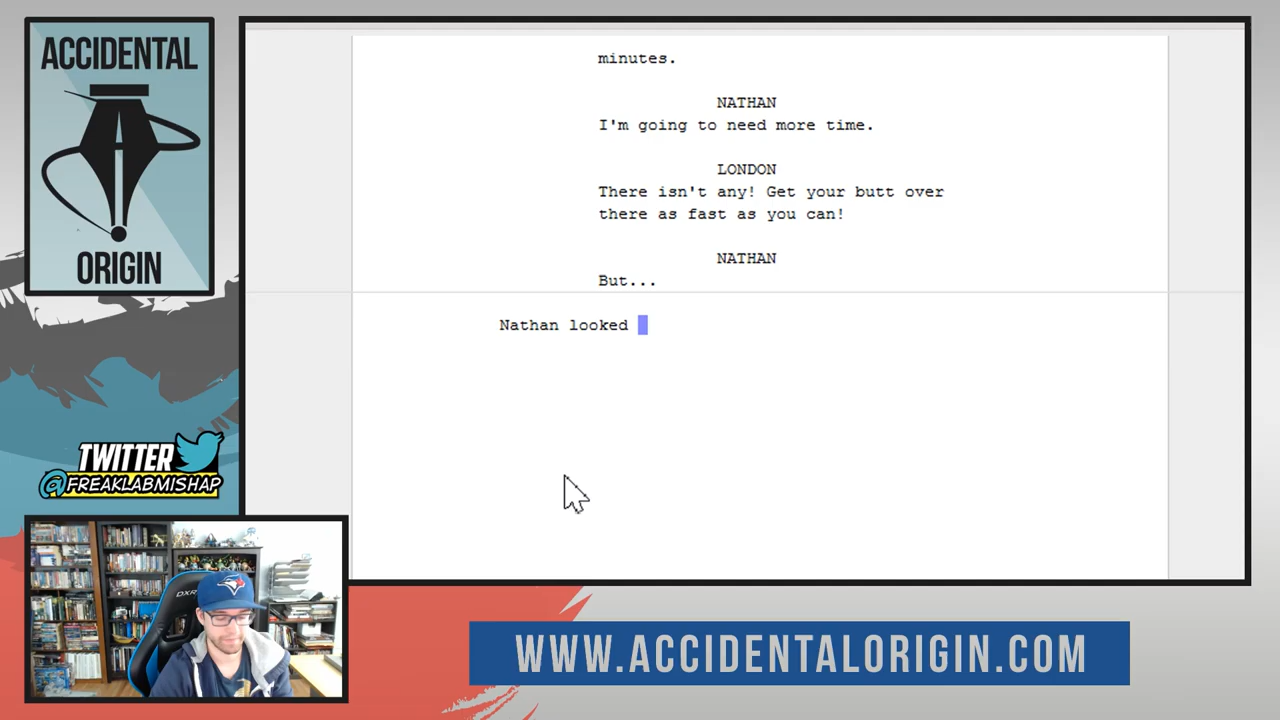 ACCIDENTAL
ORIGIN
minutes.
NATHAN
I'm going to need more time.
LONDON
There isn't any! Get your butt over
there as fast as you can!
NATHAN
But...
Nathan looked
TWITTER
@FREAKLABMISHAP
DXR
WWW.ACCIDENTALORIGIN.COM